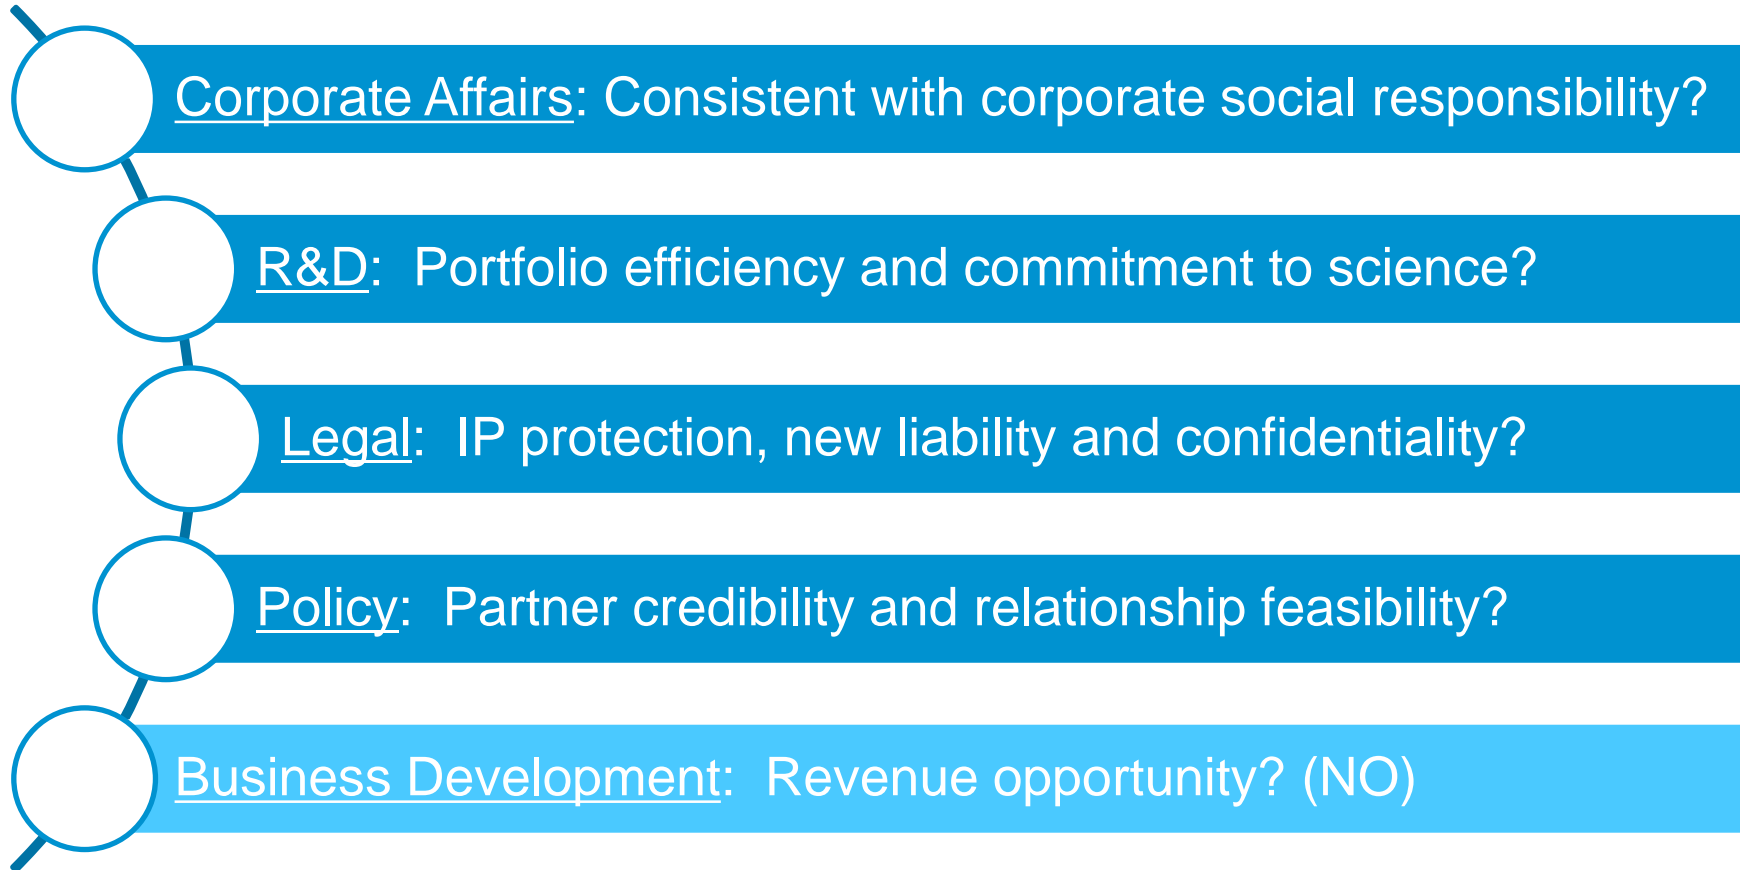 Corporate Affairs: Consistent with corporate social responsibility?
R&D:  Portfolio efficiency and commitment to science?
Legal:  IP protection, new liability and confidentiality?
Policy:  Partner credibility and relationship feasibility?
Business Development:  Revenue opportunity? (NO)